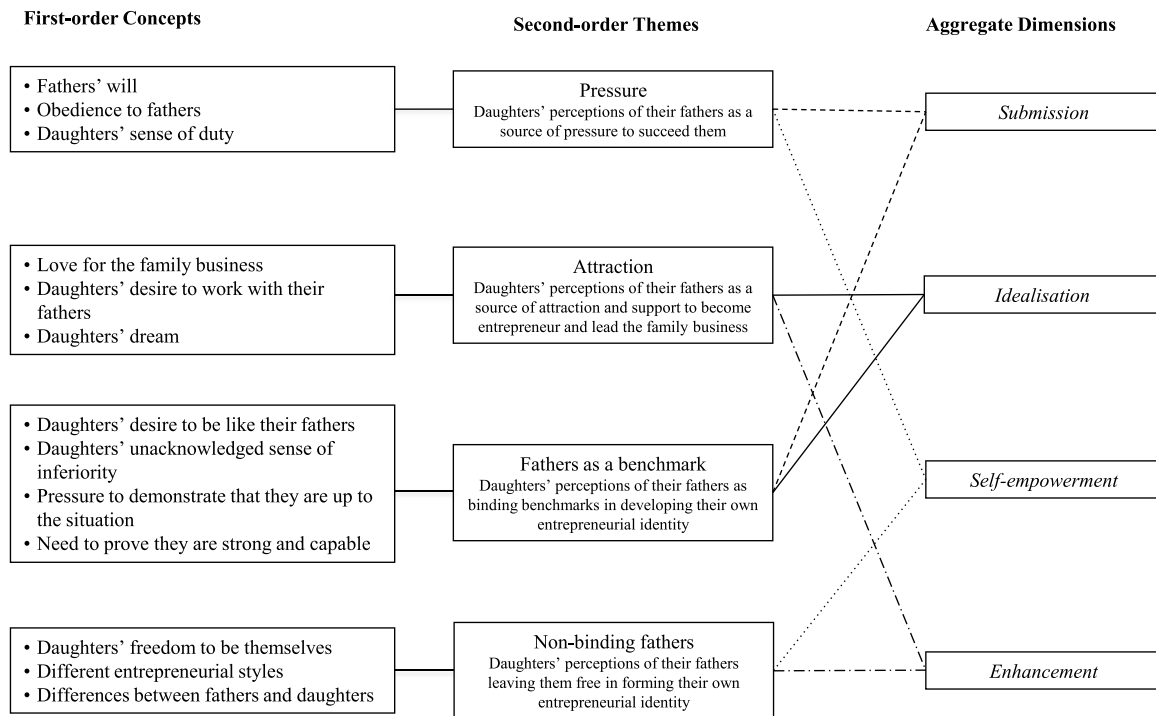 First-order Concepts
Second-order Themes
Aggregate Dimensions
• Fathers’ will
• Obedience to fathers
• Daughters’ sense of duty
Pressure
Daughters’ perceptions of their fathers as a
source of pressure to succeed them
Submission
• Love for the family business
• Daughters’ desire to work with their
fathers
• Daughters’ dream
Attraction
Daughters’ perceptions of their fathers as a
source of attraction and support to become
entrepreneur and lead the family business
Idealisation
• Daughters’ desire to be like their fathers
• Daughters’ unacknowledged sense of
inferiority
• Pressure to demonstrate that they are up to
the situation
• Need to prove they are strong and capable
Fathers as a benchmark
Daughters’ perceptions of their fathers as
binding benchmarks in developing their own
entrepreneurial identity
Self-empowerment
• Daughters’ freedom to be themselves
• Different entrepreneurial styles
• Differences between fathers and daughters
Non-binding fathers
Daughters’ perceptions of their fathers
leaving them free in forming their own
entrepreneurial identity
Enhancement